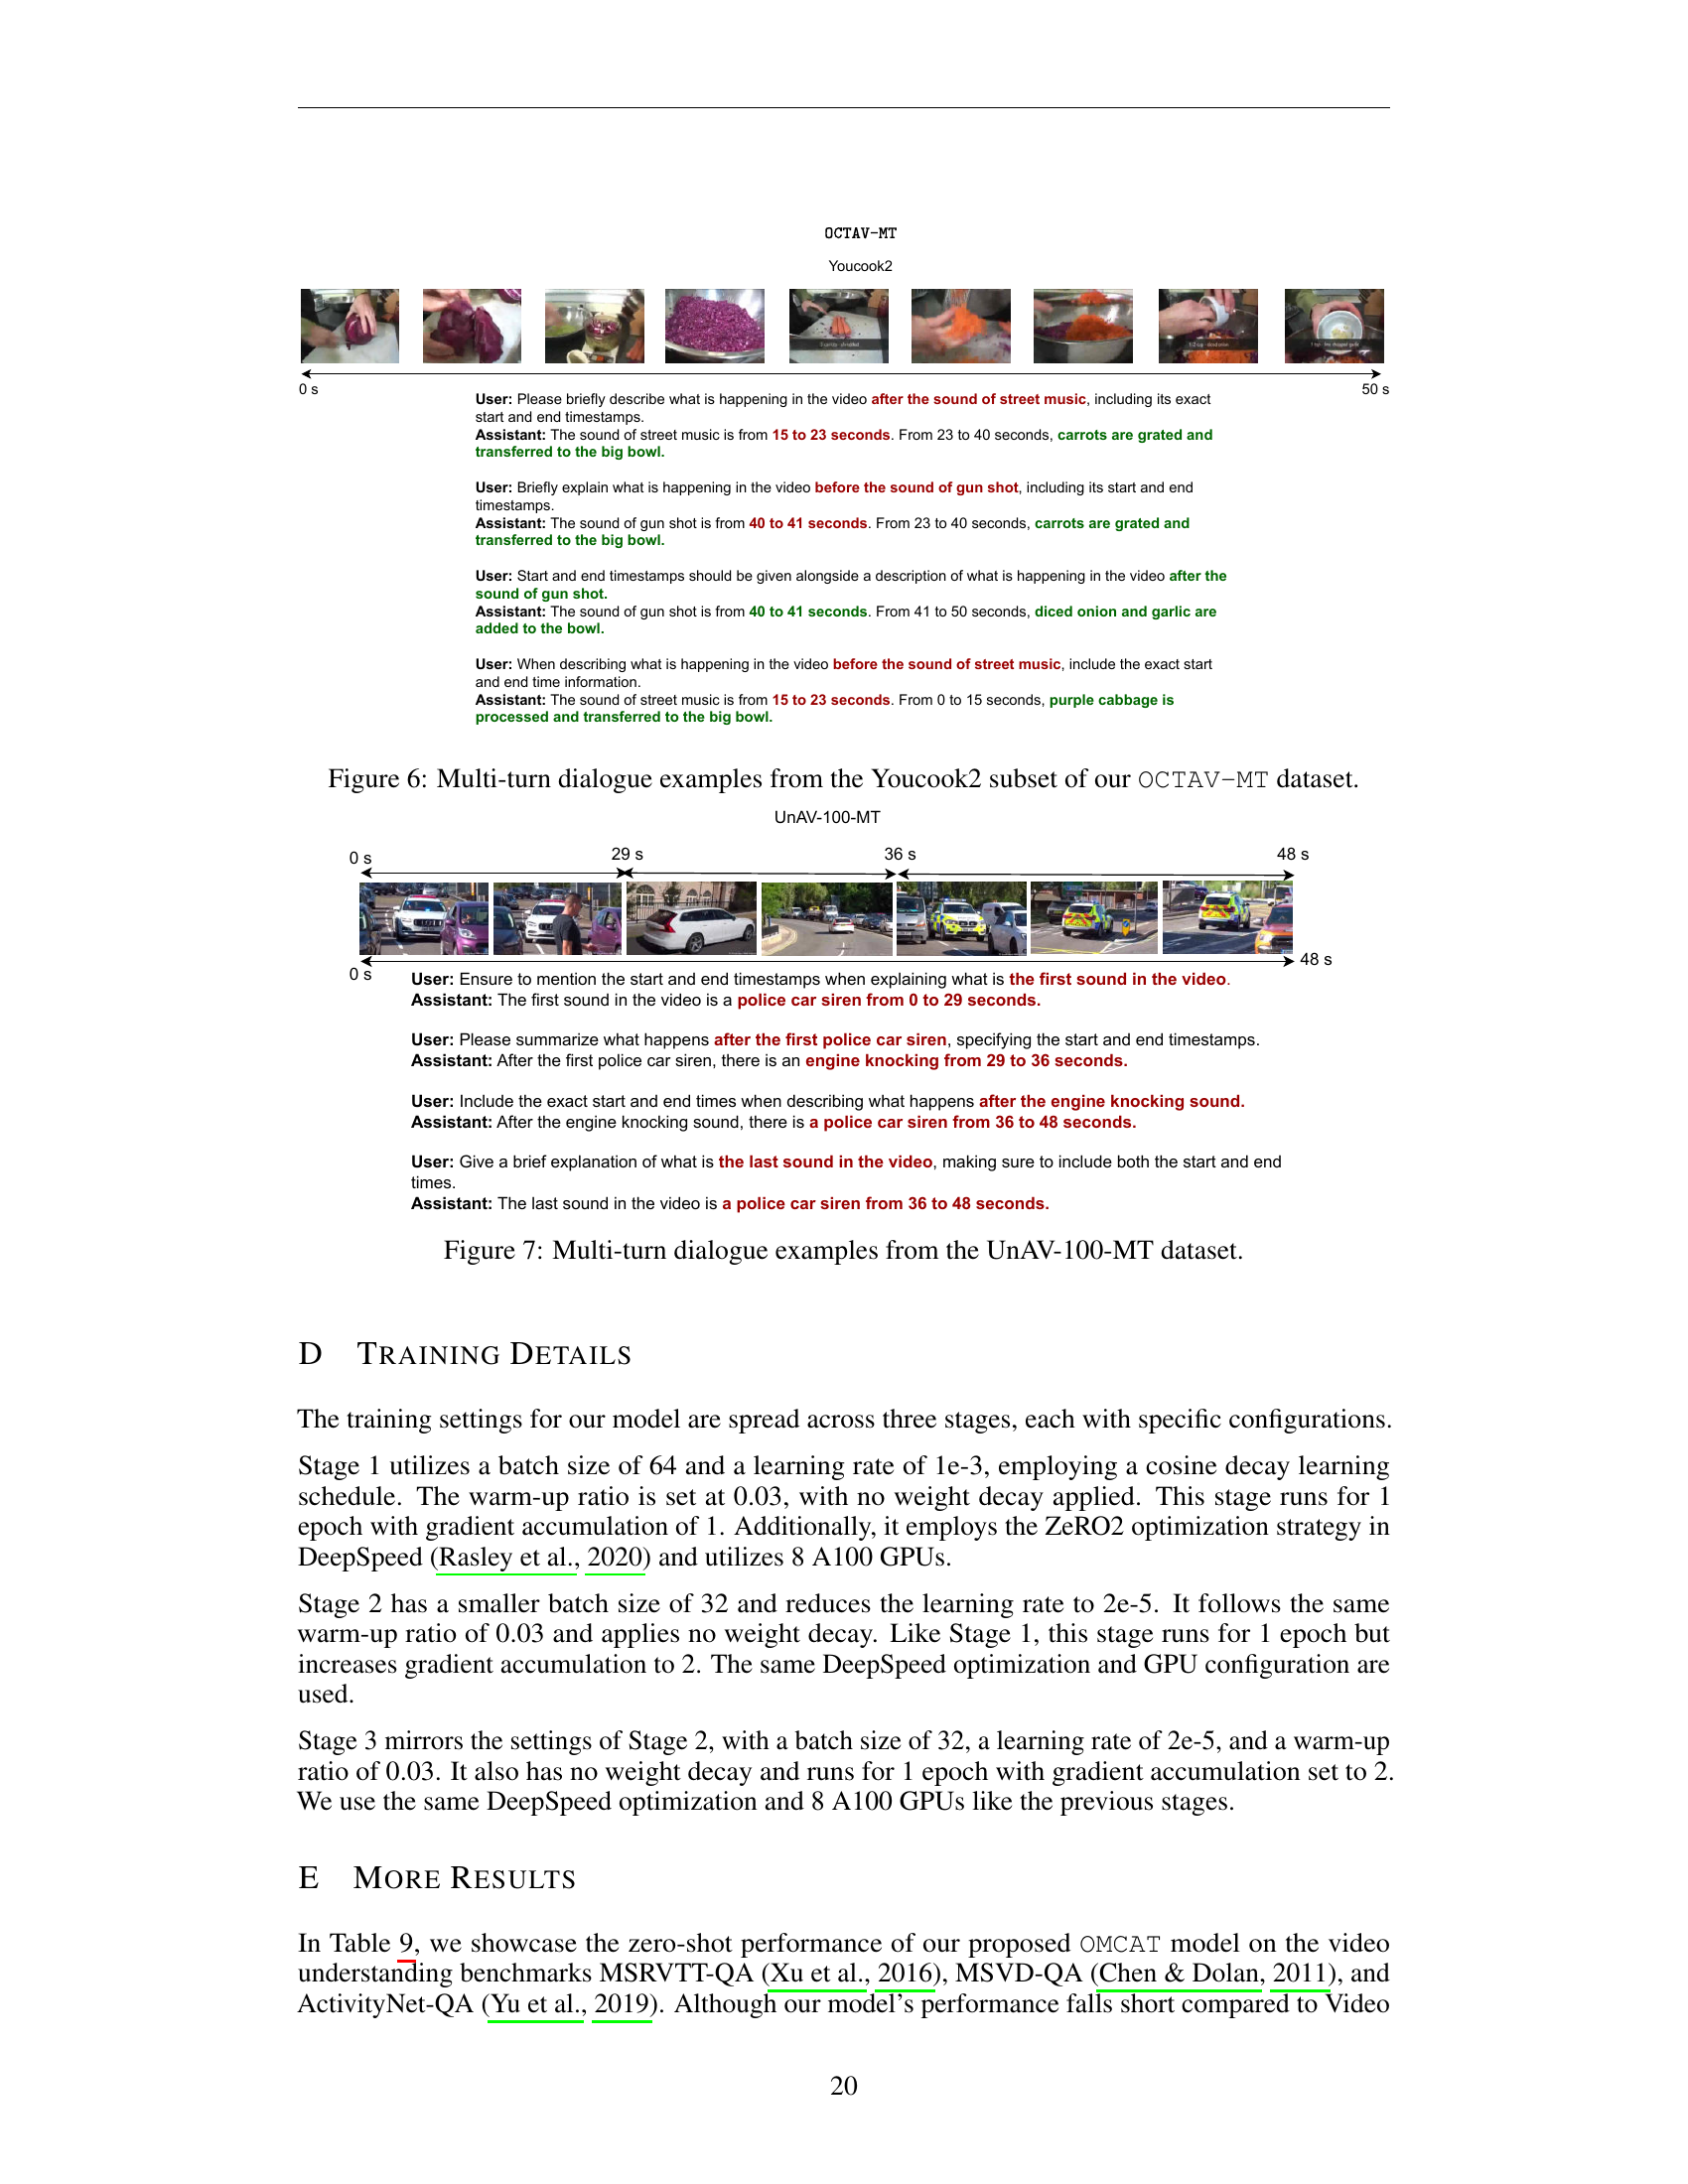 OCTAV-MT
Youcook2
0 s
50 s
User: Please briefly describe what is happening in the video after the sound of street music, including its exact
start and end timestamps.
Assistant: The sound of street music is from 15 to 23 seconds. From 23 to 40 seconds, carrots are grated and
transferred to the big bowl.
User: Briefly explain what is happening in the video before the sound of gun shot, including its start and end
timestamps.
Assistant: The sound of gun shot is from 40 to 41 seconds. From 23 to 40 seconds, carrots are grated and
transferred to the big bowl.
User: Start and end timestamps should be given alongside a description of what is happening in the video after the
sound of gun shot.
Assistant: The sound of gun shot is from 40 to 41 seconds. From 41 to 50 seconds, diced onion and garlic are
added to the bowl.
User: When describing what is happening in the video before the sound of street music, include the exact start
and end time information.
Assistant: The sound of street music is from 15 to 23 seconds. From 0 to 15 seconds, purple cabbage is
processed and transferred to the big bowl.
Figure 6: Multi-turn dialogue examples from the Youcook2 subset of our OCTAV-MT dataset.
UnAV-100-MT
0 s 29 s 36 s 48 s
0 s 48 s
User: Ensure to mention the start and end timestamps when explaining what is the first sound in the video.
Assistant: The first sound in the video is a police car siren from 0 to 29 seconds.
User: Please summarize what happens after the first police car siren, specifying the start and end timestamps.
Assistant: After the first police car siren, there is an engine knocking from 29 to 36 seconds.
User: Include the exact start and end times when describing what happens after the engine knocking sound.
Assistant: After the engine knocking sound, there is a police car siren from 36 to 48 seconds.
User: Give a brief explanation of what is the last sound in the video, making sure to include both the start and end
times.
Assistant: The last sound in the video is a police car siren from 36 to 48 seconds.
Figure 7: Multi-turn dialogue examples from the UnAV-100-MT dataset.
D TRAINING DETAILS
The training settings for our model are spread across three stages, each with specific configurations.
Stage 1 utilizes a batch size of 64 and a learning rate of 1e-3, employing a cosine decay learning
schedule. The warm-up ratio is set at 0.03, with no weight decay applied. This stage runs for 1
epoch with gradient accumulation of 1. Additionally, it employs the ZeRO2 optimization strategy in
DeepSpeed (Rasley et al., 2020) and utilizes 8 A100 GPUs.
Stage 2 has a smaller batch size of 32 and reduces the learning rate to 2e-5. It follows the same
warm-up ratio of 0.03 and applies no weight decay. Like Stage 1, this stage runs for 1 epoch but
increases gradient accumulation to 2. The same DeepSpeed optimization and GPU configuration are
used.
Stage 3 mirrors the settings of Stage 2, with a batch size of 32, a learning rate of 2e-5, and a warm-up
ratio of 0.03. It also has no weight decay and runs for 1 epoch with gradient accumulation set to 2.
We use the same DeepSpeed optimization and 8 A100 GPUs like the previous stages.
E MORE RESULTS
In Table 9, we showcase the zero-shot performance of our proposed OMCAT model on the video
understanding benchmarks MSRVTT-QA (Xu et al., 2016), MSVD-QA (Chen & Dolan, 2011), and
ActivityNet-QA (Yu et al., 2019). Although our model's performance falls short compared to Video
20